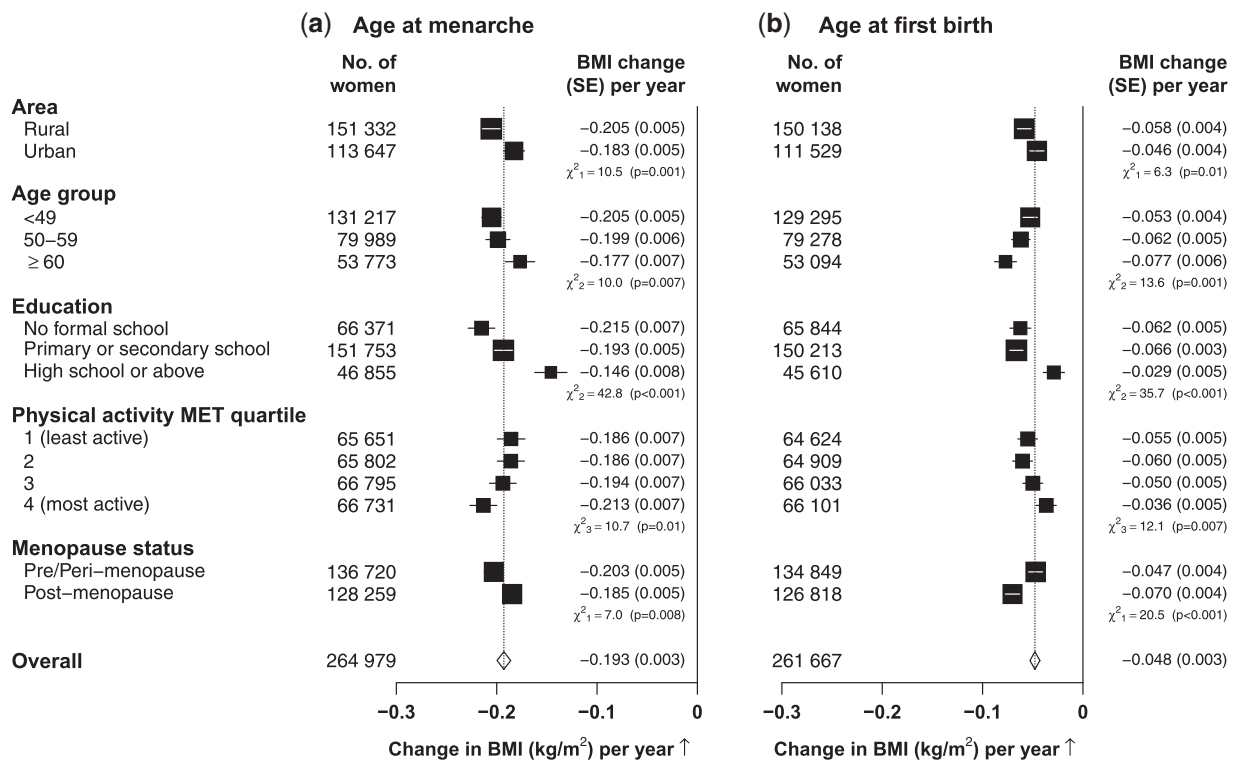 (a) Age at menarche (b) Age at first birth
No. of BMI change No. of BMI change
women (SE) per year women (SE) per year
Area
Rural 151 332 −0.205 (0.005) 150 138 −0.058 (0.004)
Urban 113 647 −0.183 (0.005) 111 529 −0.046 (0.004)
χ²₁ = 10.5 (p=0.001) χ²₁ = 6.3 (p=0.01)
Age group
<49 131 217 −0.205 (0.005) 129 295 −0.053 (0.004)
50−59 79 989 −0.199 (0.006) 79 278 −0.062 (0.005)
≥ 60 53 773 −0.177 (0.007) 53 094 −0.077 (0.006)
χ²₂ = 10.0 (p=0.007) χ²₂ = 13.6 (p=0.001)
Education
No formal school 66 371 −0.215 (0.007) 65 844 −0.062 (0.005)
Primary or secondary school 151 753 −0.193 (0.005) 150 213 −0.066 (0.003)
High school or above 46 855 −0.146 (0.008) 45 610 −0.029 (0.005)
χ²₂ = 42.8 (p<0.001) χ²₂ = 35.7 (p<0.001)
Physical activity MET quartile
1 (least active) 65 651 −0.186 (0.007) 64 624 −0.055 (0.005)
2 65 802 −0.186 (0.007) 64 909 −0.060 (0.005)
3 66 795 −0.194 (0.007) 66 033 −0.050 (0.005)
4 (most active) 66 731 −0.213 (0.007) 66 101 −0.036 (0.005)
χ²₃ = 10.7 (p=0.01) χ²₃ = 12.1 (p=0.007)
Menopause status
Pre/Peri−menopause 136 720 −0.203 (0.005) 134 849 −0.047 (0.004)
Post−menopause 128 259 −0.185 (0.005) 126 818 −0.070 (0.004)
χ²₁ = 7.0 (p=0.008) χ²₁ = 20.5 (p<0.001)
Overall 264 979 −0.193 (0.003) 261 667 −0.048 (0.003)
−0.3 −0.2 −0.1 0 −0.3 −0.2 −0.1 0
Change in BMI (kg/m²) per year ↑ Change in BMI (kg/m²) per year ↑